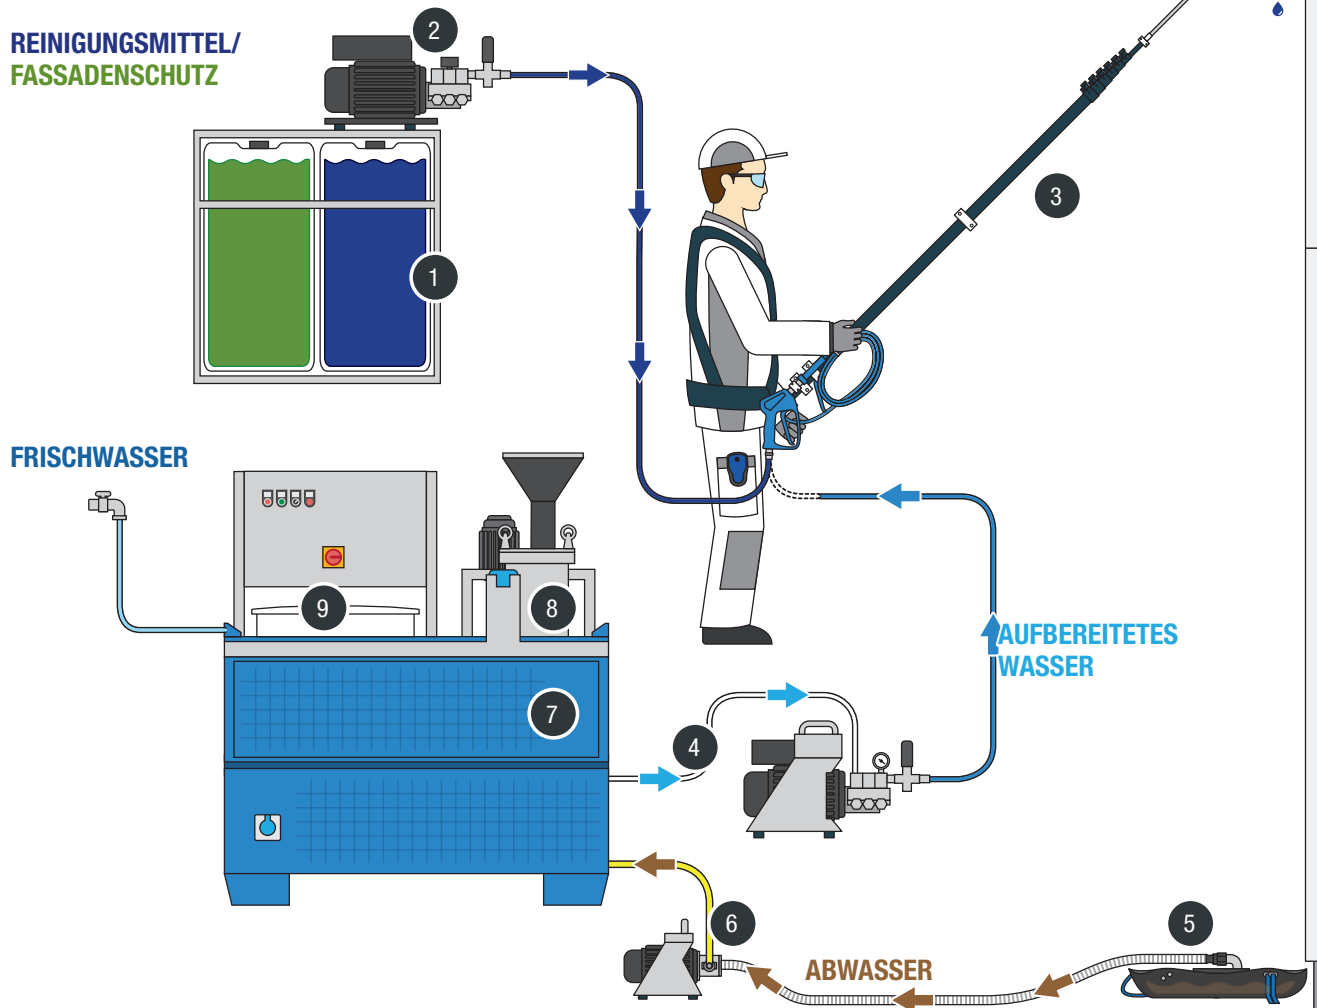 REINIGUNGSMITTEL/
FASSADENSCHUTZ
2
3
1
FRISCHWASSER
9
8
AUFBEREITETES
WASSER
7
4
6
5
ABWASSER